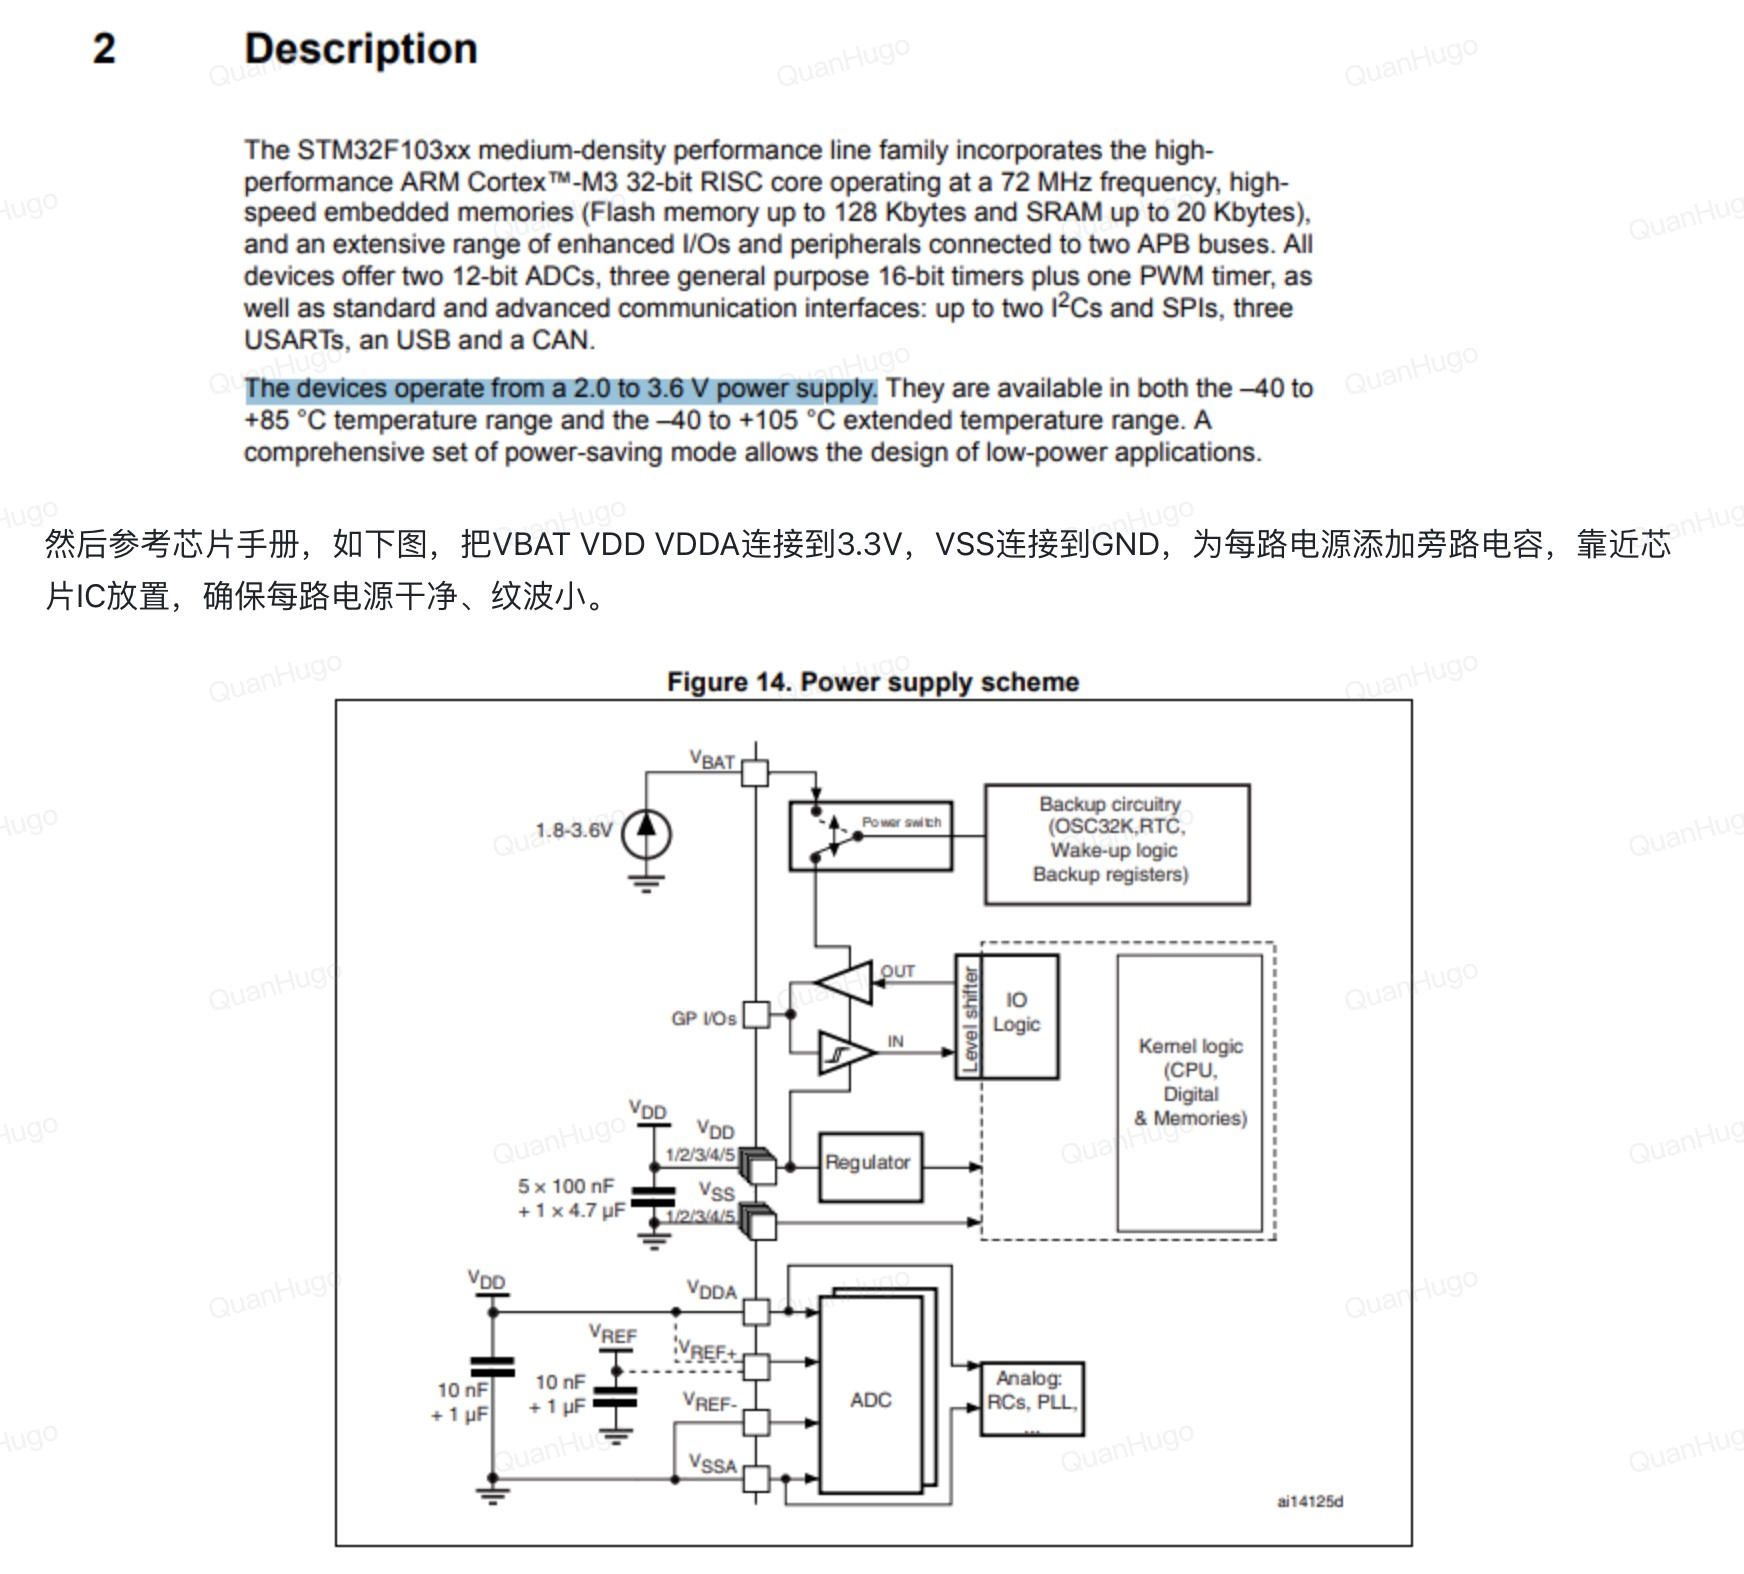 2 Description
The STM32F103xx medium-density performance line family incorporates the high-
performance ARM Cortex™-M3 32-bit RISC core operating at a 72 MHz frequency, high-
speed embedded memories (Flash memory up to 128 Kbytes and SRAM up to 20 Kbytes),
and an extensive range of enhanced I/Os and peripherals connected to two APB buses. All
devices offer two 12-bit ADCs, three general purpose 16-bit timers plus one PWM timer, as
well as standard and advanced communication interfaces: up to two I²Cs and SPIs, three
USARTs, an USB and a CAN.
The devices operate from a 2.0 to 3.6 V power supply. They are available in both the –40 to
+85 °C temperature range and the –40 to +105 °C extended temperature range. A
comprehensive set of power-saving mode allows the design of low-power applications.
然后参考芯片手册，如下图，把VBAT VDD VDDA连接到3.3V，VSS连接到GND，为每路电源添加旁路电容，靠近芯
片IC放置，确保每路电源干净、纹波小。
Figure 14. Power supply scheme
VBAT
1.8-3.6V
Power switch
Backup circuitry
(OSC32K,RTC,
Wake-up logic
Backup registers)
GP I/Os
OUT
IN
Level shifter
IO
Logic
Kernel logic
(CPU,
Digital
& Memories)
VDD
VDD
1/2/3/4/5
5 × 100 nF
+ 1 × 4.7 µF
VSS
1/2/3/4/5
Regulator
VDD
VDDA
VREF
VREF+
10 nF
+ 1 µF
10 nF
+ 1 µF
VREF-
VSSA
ADC
Analog:
RCs, PLL,
...
ai14125d
QuanHugo